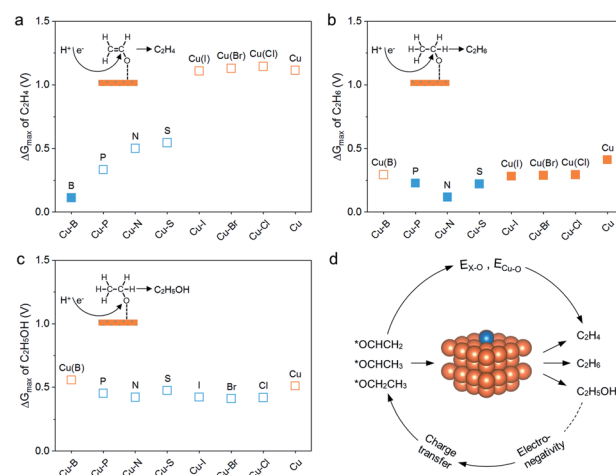 a
ΔGmax of C2H4 (V)
1.5
1.0
0.5
0.0
H⁺ e⁻
H H
C=C
H O
C2H4
B
P
N
S
Cu(I)
Cu(Br)
Cu(Cl)
Cu
Cu-B
Cu-P
Cu-N
Cu-S
Cu-I
Cu-Br
Cu-Cl
Cu
b
ΔGmax of C2H6 (V)
1.5
1.0
0.5
0.0
H⁺ e⁻
H H
H-C-C-H
H O
C2H6
Cu(B)
P
N
S
Cu(I)
Cu(Br)
Cu(Cl)
Cu
Cu-B
Cu-P
Cu-N
Cu-S
Cu-I
Cu-Br
Cu-Cl
Cu
c
ΔGmax of C2H5OH (V)
1.5
1.0
0.5
0.0
H⁺ e⁻
H H
H-C-C-H
H O
C2H5OH
Cu(B)
P
N
S
I
Br
Cl
Cu
Cu-B
Cu-P
Cu-N
Cu-S
Cu-I
Cu-Br
Cu-Cl
Cu
d
EX-O , ECu-O
*OCHCH2
*OCHCH3
*OCH2CH3
C2H4
C2H6
C2H5OH
Charge
transfer
Electro-
negativity